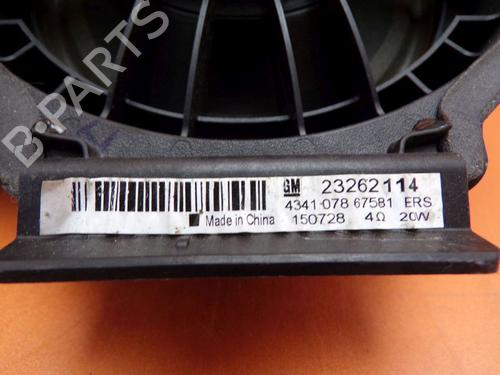 B-PARTS
GM 23262114
4341 078 67581 ERS
Made in China 150728 4Ω 20W